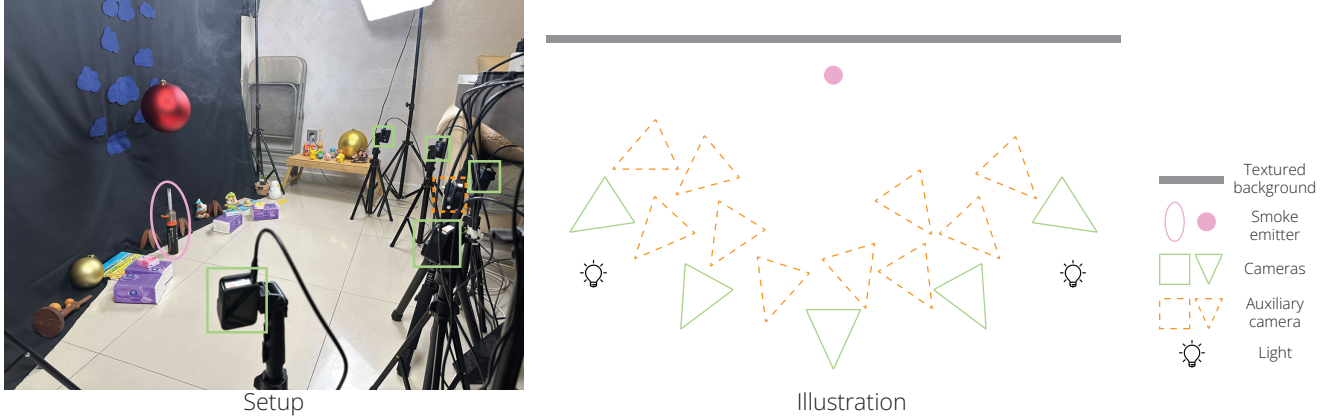 Textured
background
Smoke
emitter
Cameras
Auxiliary
camera
Light
Setup
Illustration